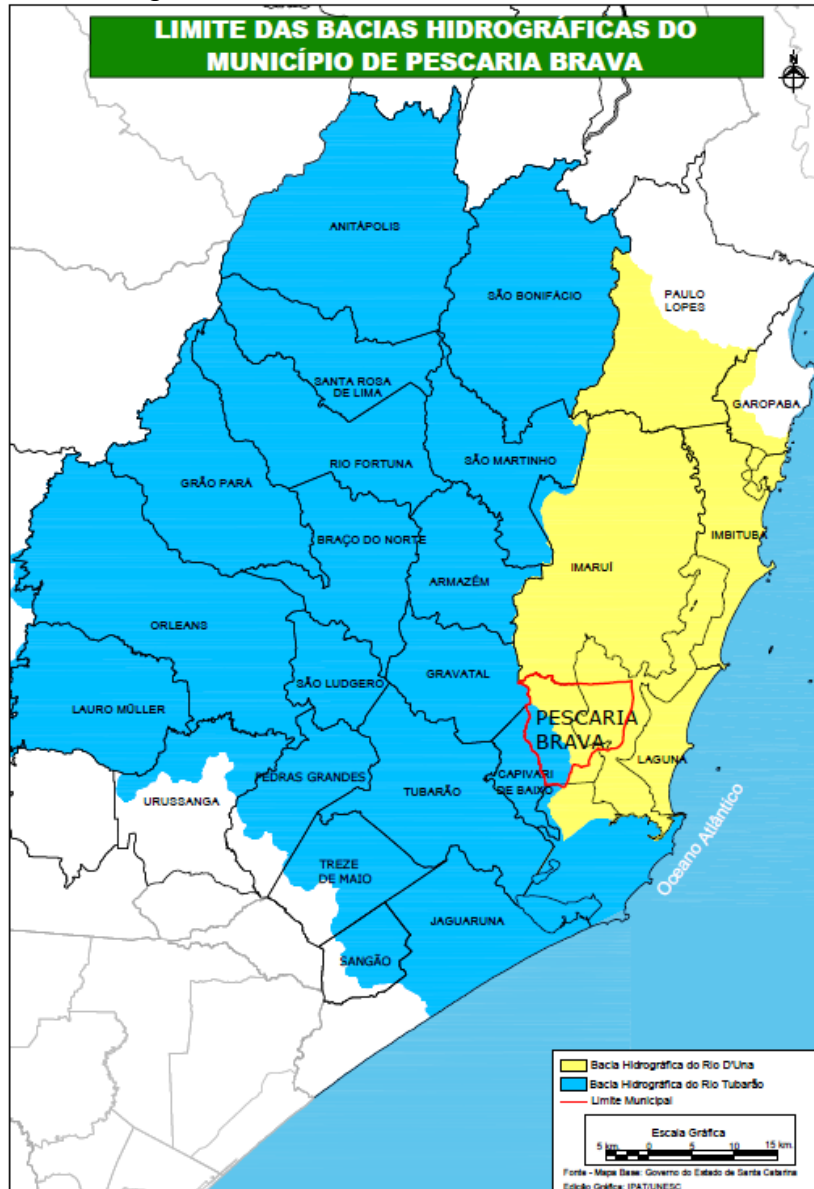 LIMITE DAS BACIAS HIDROGRÁFICAS DO
MUNICÍPIO DE PESCARIA BRAVA
N
ANITÁPOLIS
SÃO BONIFÁCIO
PAULO
LOPES
SANTA ROSA
DE LIMA
GAROPABA
RIO FORTUNA
SÃO MARTINHO
GRÃO PARÁ
IMBITUBA
BRAÇO DO NORTE
IMARUÍ
ARMAZÉM
ORLEANS
GRAVATAL
SÃO LUDGERO
LAURO MÜLLER
PESCARIA
BRAVA
LAGUNA
PEDRAS GRANDES
CAPIVARI
DE BAIXO
TUBARÃO
URUSSANGA
Oceano Atlântico
TREZE
DE MAIO
JAGUARUNA
SANGÃO
Bacia Hidrográfica do Rio D'Una
Bacia Hidrográfica do Rio Tubarão
Limite Municipal
Escala Gráfica
5 km. 0 5 10 15 km.
Fonte - Mapa Base: Governo do Estado de Santa Catarina
Edição Gráfica: IPAT/UNESC